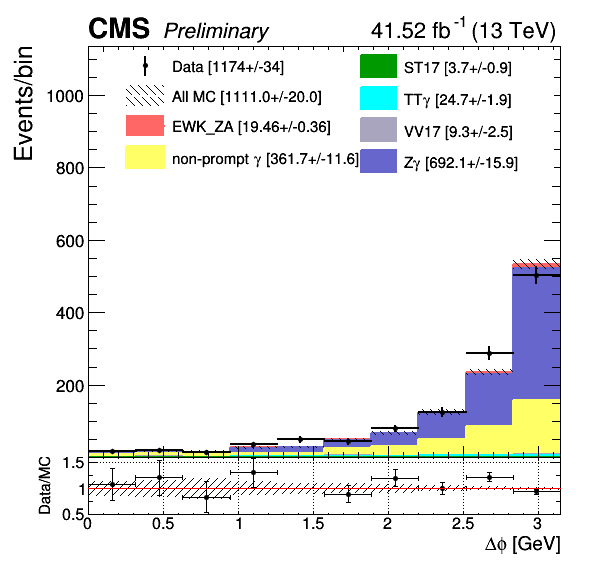 CMS Preliminary 41.52 fb⁻¹ (13 TeV)
Events/bin
Data [1174+/-34]
All MC [1111.0+/-20.0]
EWK_ZA [19.46+/-0.36]
non-prompt γ [361.7+/-11.6]
ST17 [3.7+/-0.9]
TTγ [24.7+/-1.9]
VV17 [9.3+/-2.5]
Zγ [692.1+/-15.9]
1000
800
600
400
200
Data/MC
1.5
1
0.5
0 0.5 1 1.5 2 2.5 3
Δϕ [GeV]